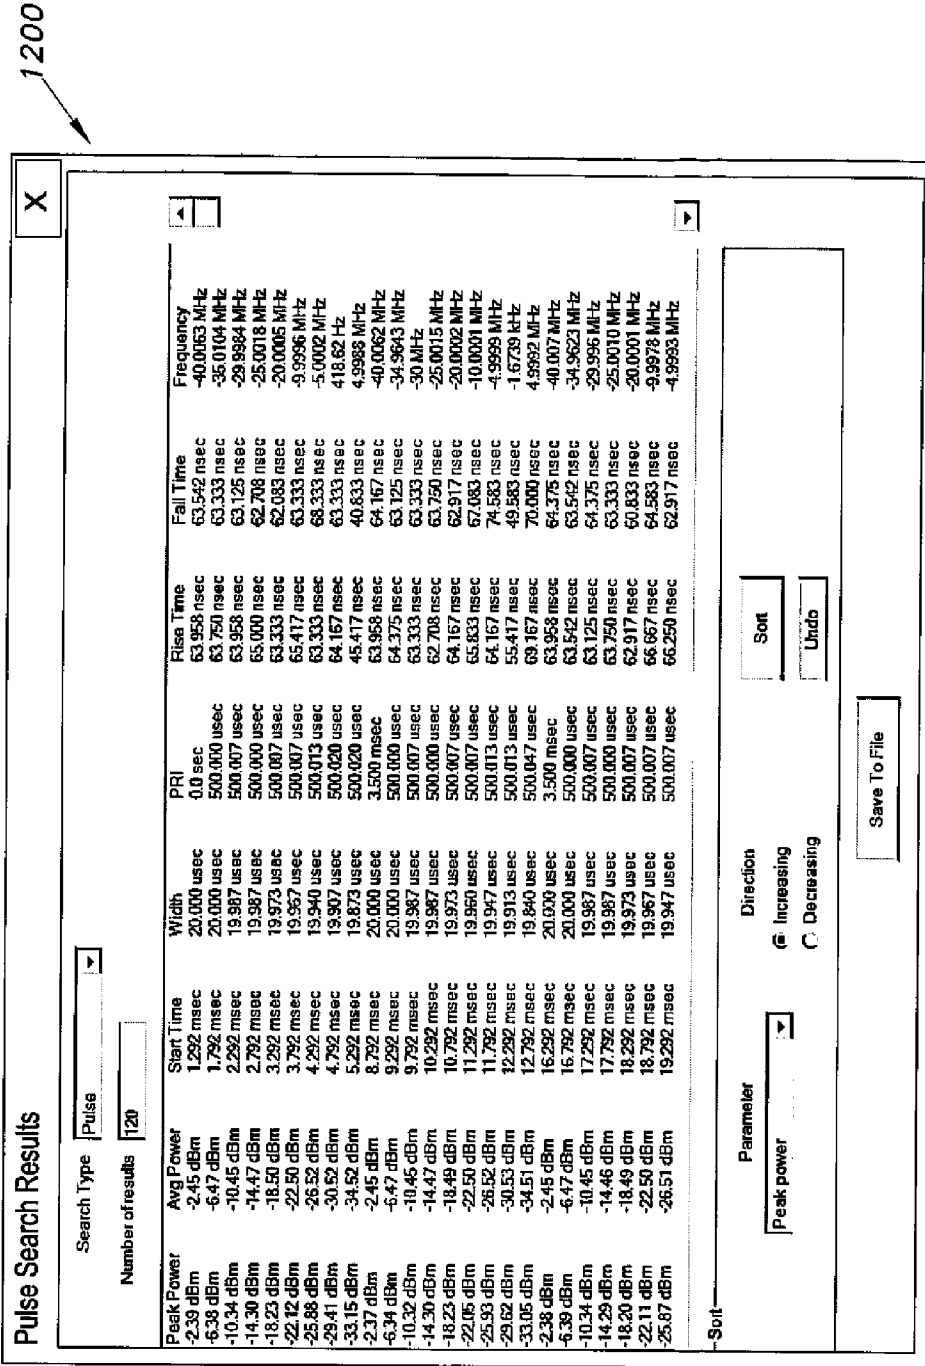 1200
Pulse Search Results X
Search Type Pulse
Number of results 120
Peak Power Avg Power Start Time Width PRI Rise Time Fall Time Frequency
-2.39 dBm -2.45 dBm 1.292 msec 20.000 usec 0.0 sec 63.958 nsec 63.542 nsec -40.0063 MHz
-6.38 dBm -6.47 dBm 1.792 msec 20.000 usec 500.000 usec 63.750 nsec 63.333 nsec -35.0104 MHz
-10.34 dBm -10.45 dBm 2.292 msec 19.987 usec 500.007 usec 63.958 nsec 63.125 nsec -29.9984 MHz
-14.30 dBm -14.47 dBm 2.792 msec 19.987 usec 500.000 usec 65.000 nsec 62.708 nsec -25.0018 MHz
-18.23 dBm -18.50 dBm 3.292 msec 19.973 usec 500.007 usec 63.333 nsec 62.083 nsec -20.0005 MHz
-22.12 dBm -22.50 dBm 3.792 msec 19.967 usec 500.007 usec 65.417 nsec 63.333 nsec -9.9996 MHz
-25.88 dBm -26.52 dBm 4.292 msec 19.940 usec 500.013 usec 63.333 nsec 68.333 nsec -5.0002 MHz
-29.41 dBm -30.52 dBm 4.792 msec 19.907 usec 500.020 usec 64.167 nsec 63.333 nsec 418.62 Hz
-33.15 dBm -34.52 dBm 5.292 msec 19.873 usec 500.020 usec 45.417 nsec 40.833 nsec 4.9988 MHz
-2.37 dBm -2.45 dBm 8.792 msec 20.000 usec 3.500 msec 63.958 nsec 64.167 nsec -40.0062 MHz
-6.34 dBm -6.47 dBm 9.292 msec 20.000 usec 500.000 usec 64.375 nsec 63.125 nsec -34.9643 MHz
-10.32 dBm -10.45 dBm 9.792 msec 19.987 usec 500.007 usec 63.333 nsec 63.333 nsec -30 MHz
-14.30 dBm -14.47 dBm 10.292 msec 19.987 usec 500.000 usec 62.708 nsec 63.750 nsec -25.0015 MHz
-18.23 dBm -18.49 dBm 10.792 msec 19.973 usec 500.007 usec 64.167 nsec 62.917 nsec -20.0002 MHz
-22.05 dBm -22.50 dBm 11.292 msec 19.960 usec 500.007 usec 65.833 nsec 67.083 nsec -10.0001 MHz
-25.93 dBm -26.52 dBm 11.792 msec 19.947 usec 500.013 usec 64.167 nsec 74.583 nsec -4.9999 MHz
-29.62 dBm -30.53 dBm 12.292 msec 19.913 usec 500.013 usec 55.417 nsec 49.583 nsec -1.6739 kHz
-33.05 dBm -34.51 dBm 12.792 msec 19.840 usec 500.047 usec 69.167 nsec 70.000 nsec 4.9992 MHz
-2.38 dBm -2.45 dBm 16.292 msec 20.000 usec 3.500 msec 63.958 nsec 64.375 nsec -40.007 MHz
-6.39 dBm -6.47 dBm 16.792 msec 20.000 usec 500.000 usec 63.542 nsec 63.542 nsec -34.9623 MHz
-10.34 dBm -10.45 dBm 17.292 msec 19.987 usec 500.007 usec 63.125 nsec 64.375 nsec -29.996 MHz
-14.29 dBm -14.46 dBm 17.792 msec 19.987 usec 500.000 usec 63.750 nsec 63.333 nsec -25.0010 MHz
-18.20 dBm -18.49 dBm 18.292 msec 19.973 usec 500.007 usec 62.917 nsec 60.833 nsec -20.0001 MHz
-22.11 dBm -22.50 dBm 18.792 msec 19.967 usec 500.007 usec 66.667 nsec 64.583 nsec -9.9978 MHz
-25.87 dBm -26.51 dBm 19.292 msec 19.947 usec 500.007 usec 66.250 nsec 62.917 nsec -4.9993 MHz
Sort
Parameter Direction
Peak power Increasing Sort
Decreasing Undo
Save To File